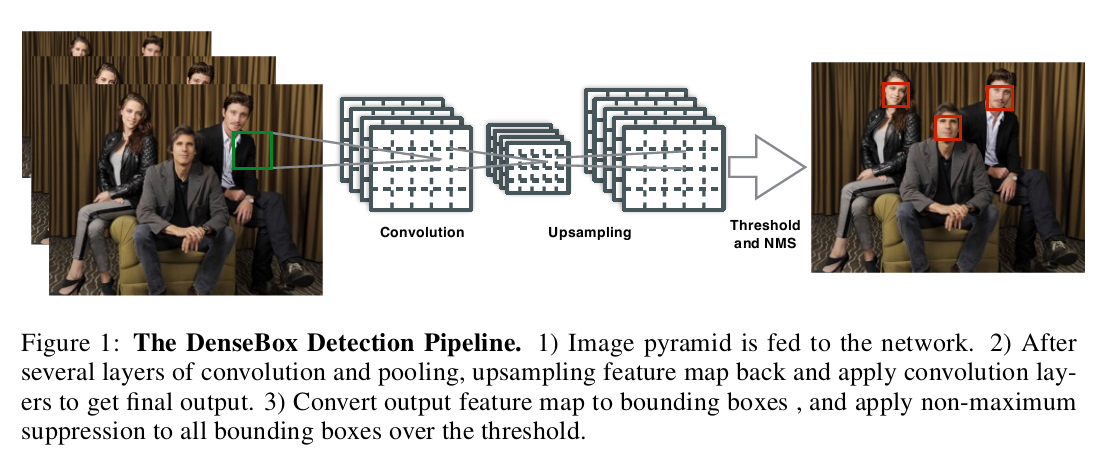 Convolution
Upsampling
Threshold
and NMS
Figure 1: The DenseBox Detection Pipeline. 1) Image pyramid is fed to the network. 2) After
several layers of convolution and pooling, upsampling feature map back and apply convolution lay-
ers to get final output. 3) Convert output feature map to bounding boxes , and apply non-maximum
suppression to all bounding boxes over the threshold.